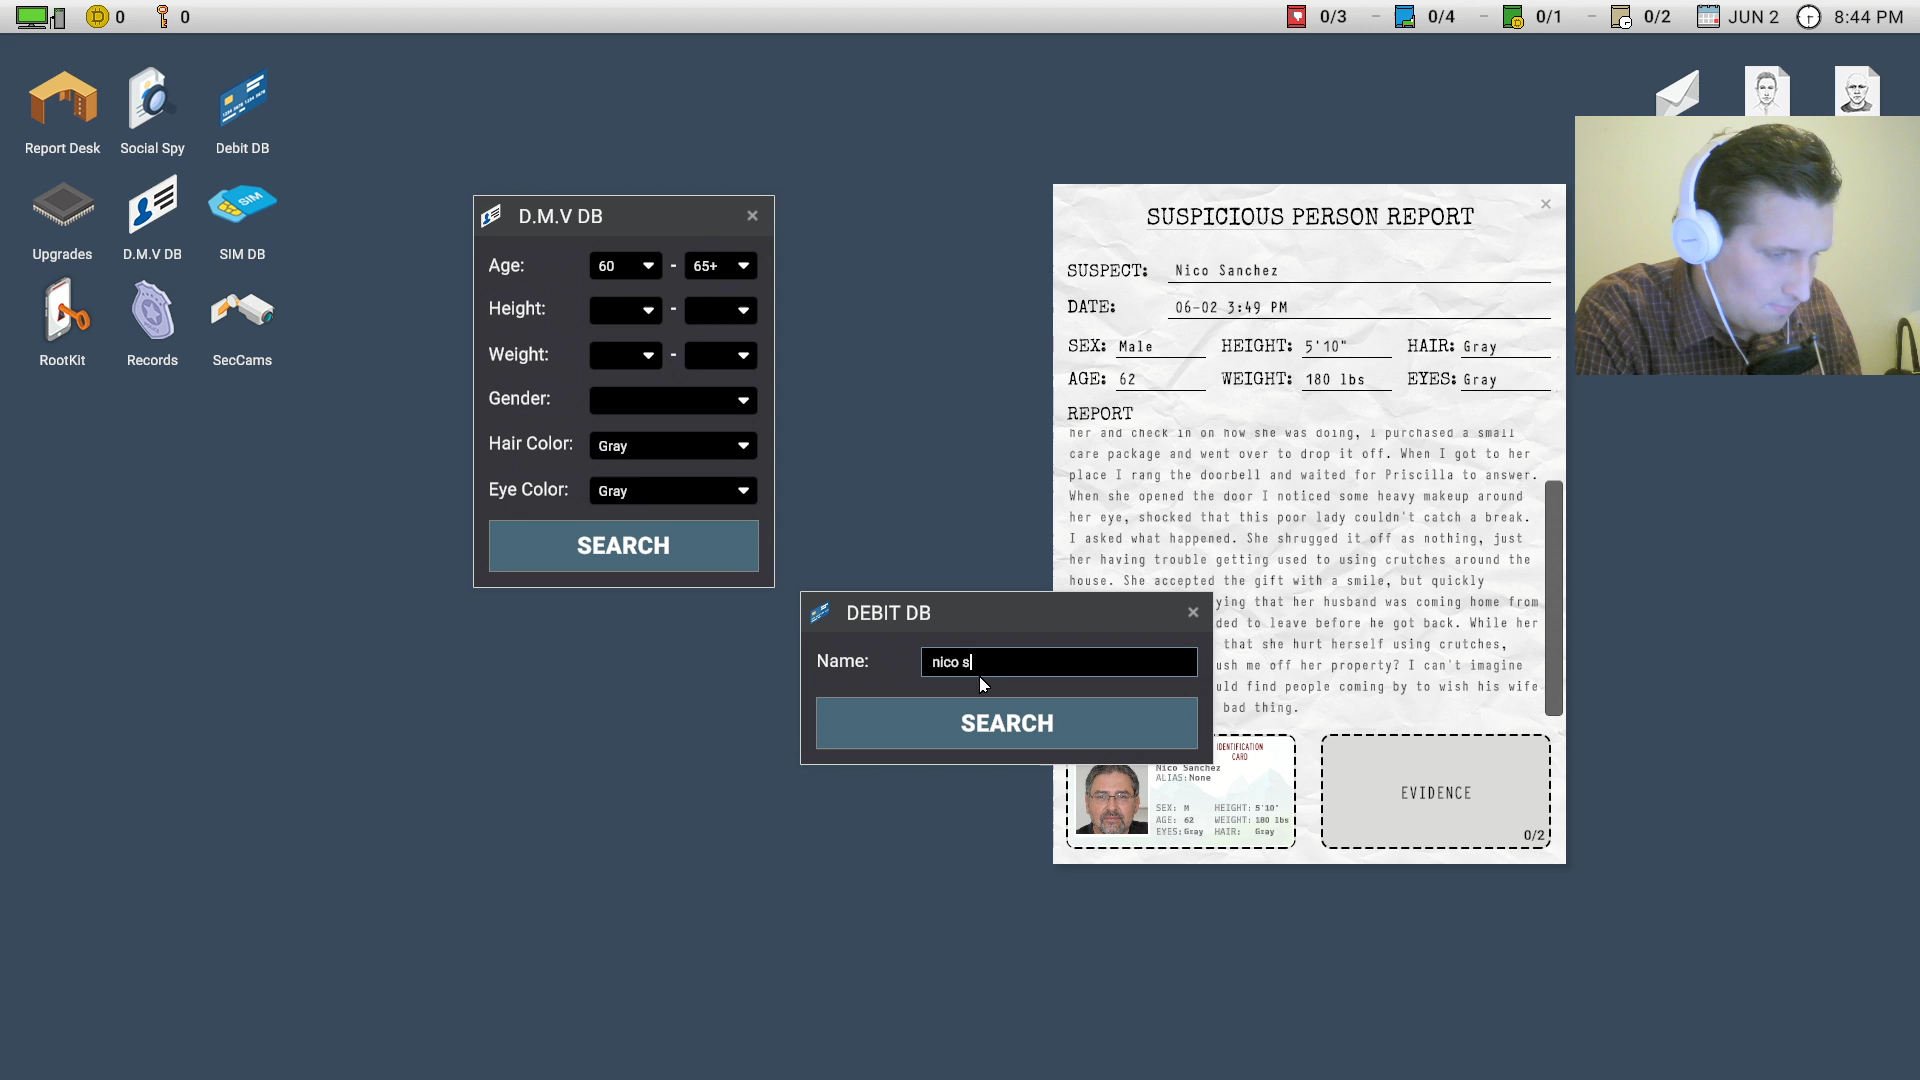 0
0
0/3
0/4
0/1
0/2
JUN 2
8:44 PM
Report Desk
Social Spy
Debit DB
Upgrades
D.M.V DB
SIM DB
RootKit
Records
SecCams
D.M.V DB
Age:
60
-
65+
Height:
-
Weight:
-
Gender:
Hair Color:
Gray
Eye Color:
Gray
SEARCH
DEBIT DB
Name:
nico s
SEARCH
SUSPICIOUS PERSON REPORT
SUSPECT: Nico Sanchez
DATE: 06-02 3:49 PM
SEX: Male HEIGHT: 5'10" HAIR: Gray
AGE: 62 WEIGHT: 180 lbs EYES: Gray
REPORT
her and check in on how she was doing, I purchased a small
care package and went over to drop it off. When I got to her
place I rang the doorbell and waited for Priscilla to answer.
When she opened the door I noticed some heavy makeup around
her eye, shocked that this poor lady couldn't catch a break.
I asked what happened. She shrugged it off as nothing, just
her having trouble getting used to using crutches around the
house. She accepted the gift with a smile, but quickly
ying that her husband was coming home from
ded to leave before he got back. While her
that she hurt herself using crutches,
ush me off her property? I can't imagine
uld find people coming by to wish his wife
bad thing.
IDENTIFICATION
CARD
Nico Sanchez
ALIAS: None
SEX: M HEIGHT: 5'10"
AGE: 62 WEIGHT: 180 lbs
EYES: Gray HAIR: Gray
EVIDENCE
0/2